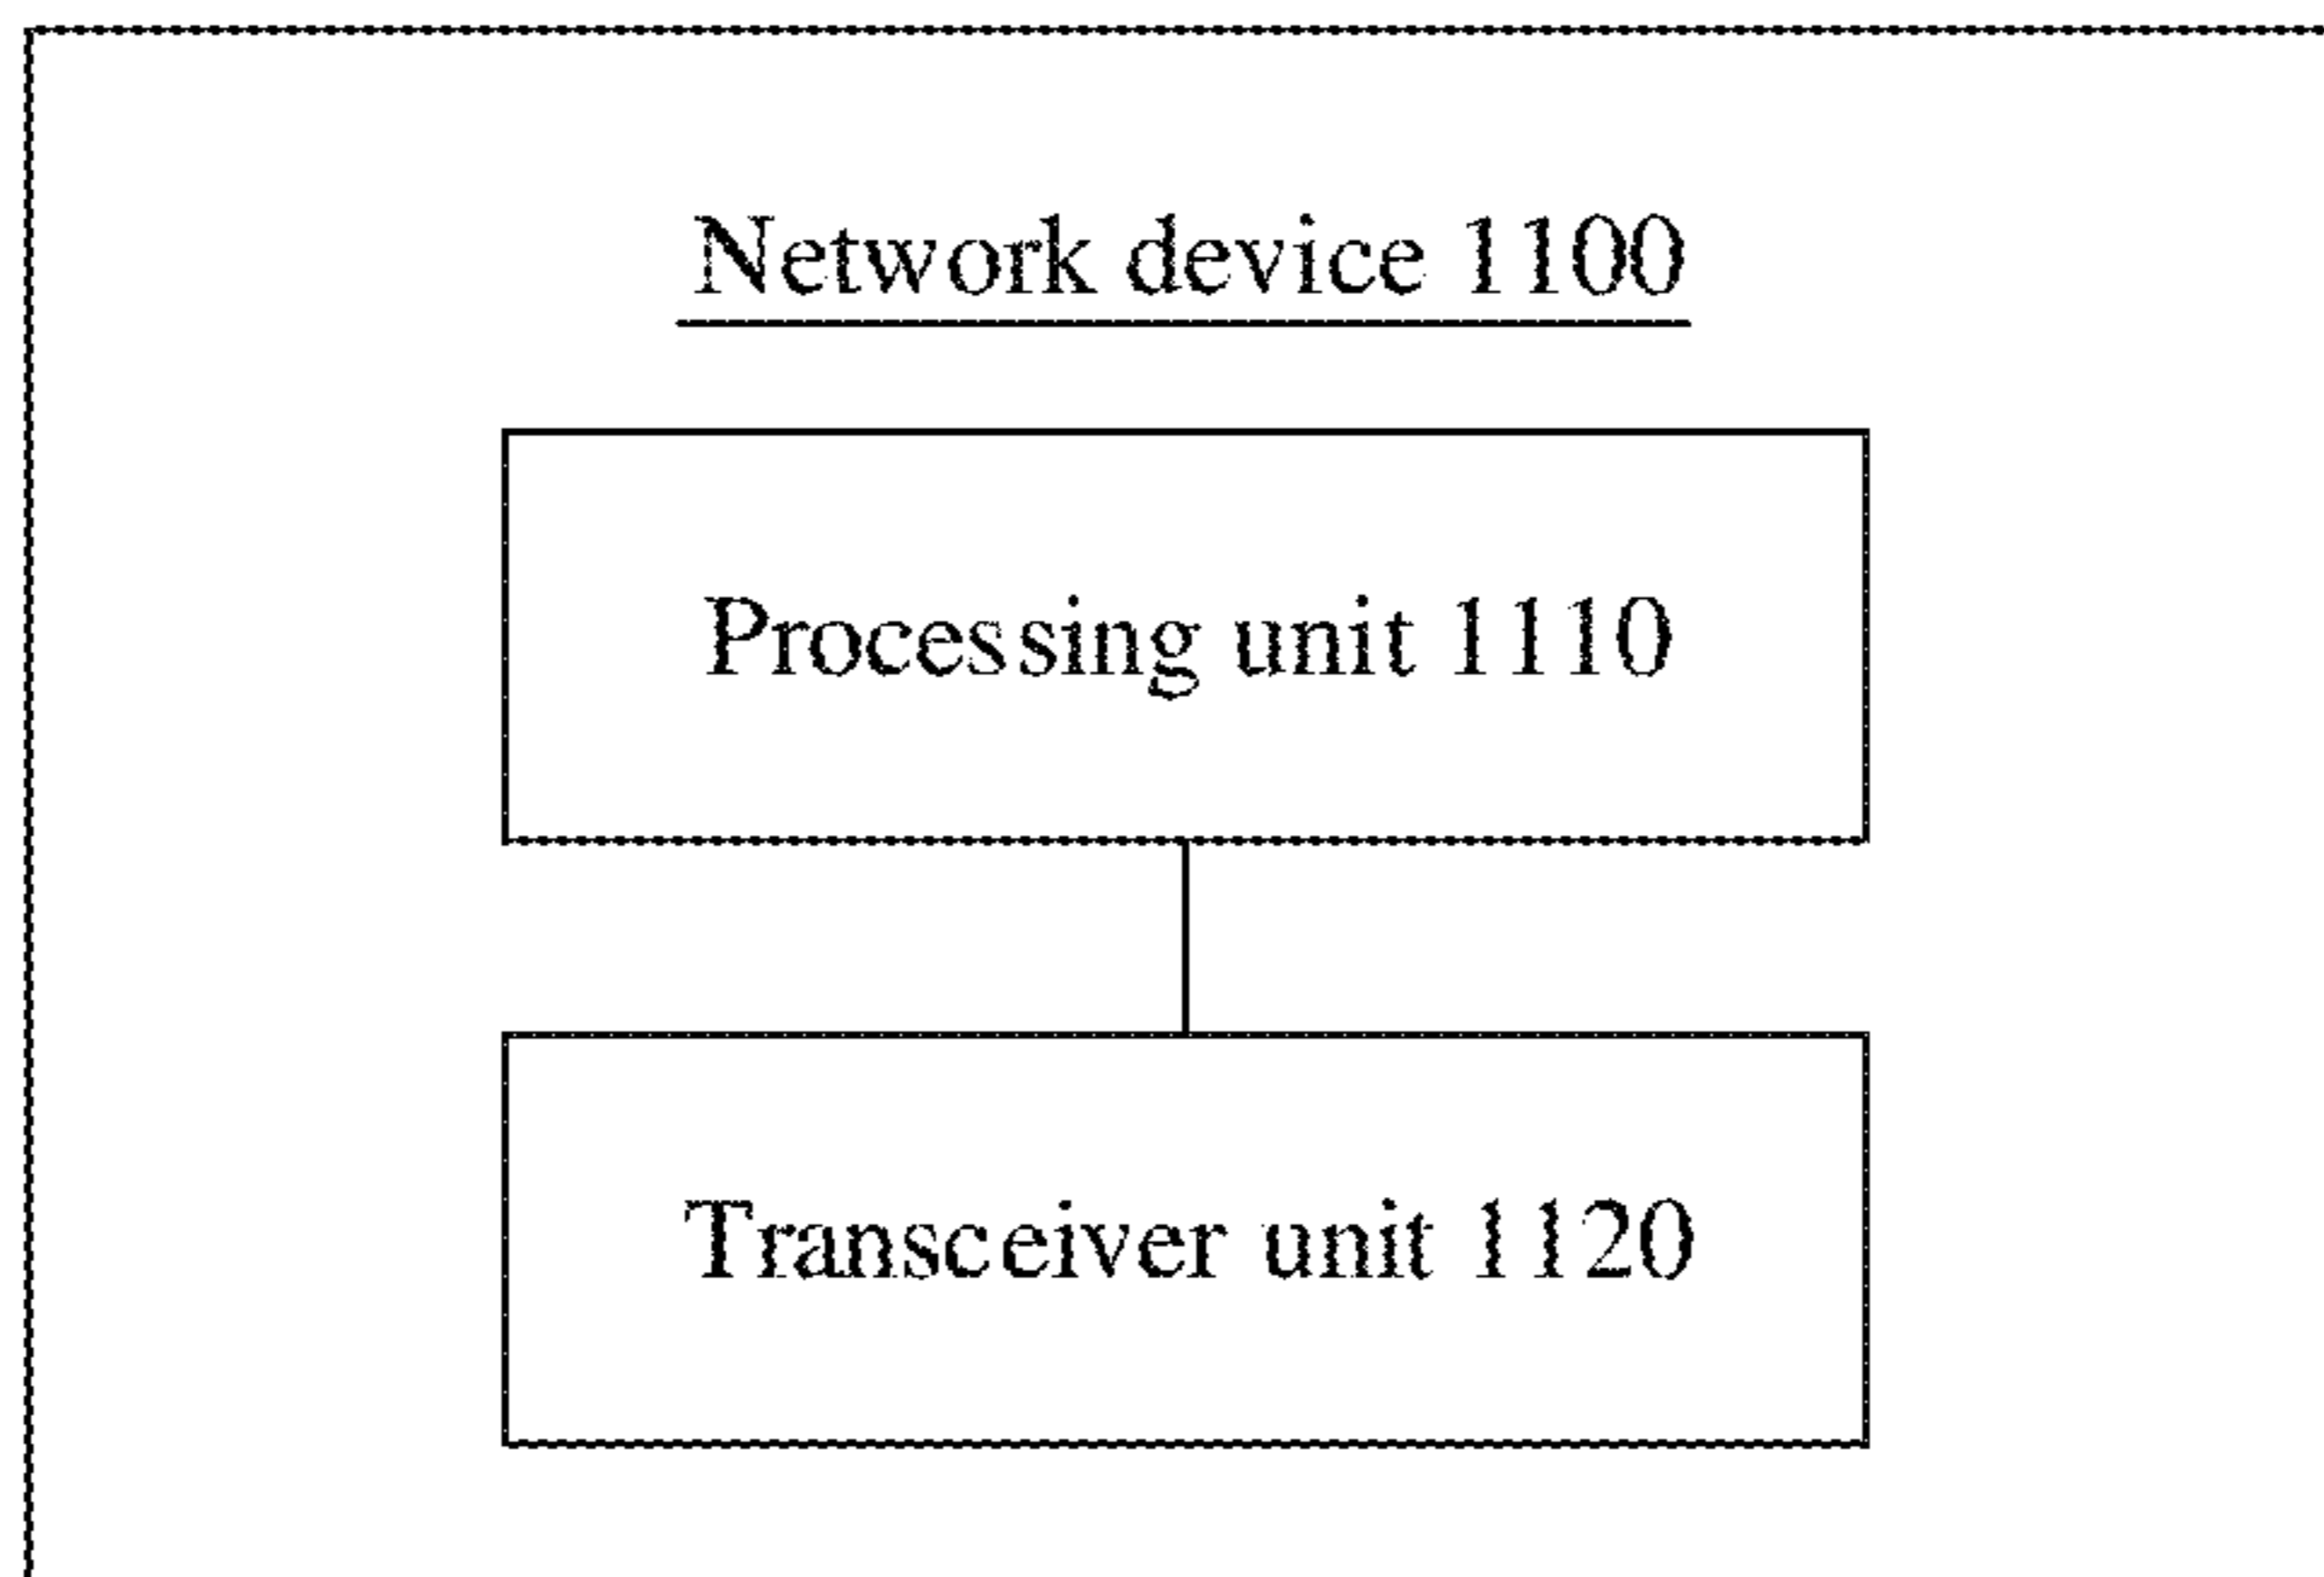 Network device 1100
Processing unit 1110
Transceiver unit 1120